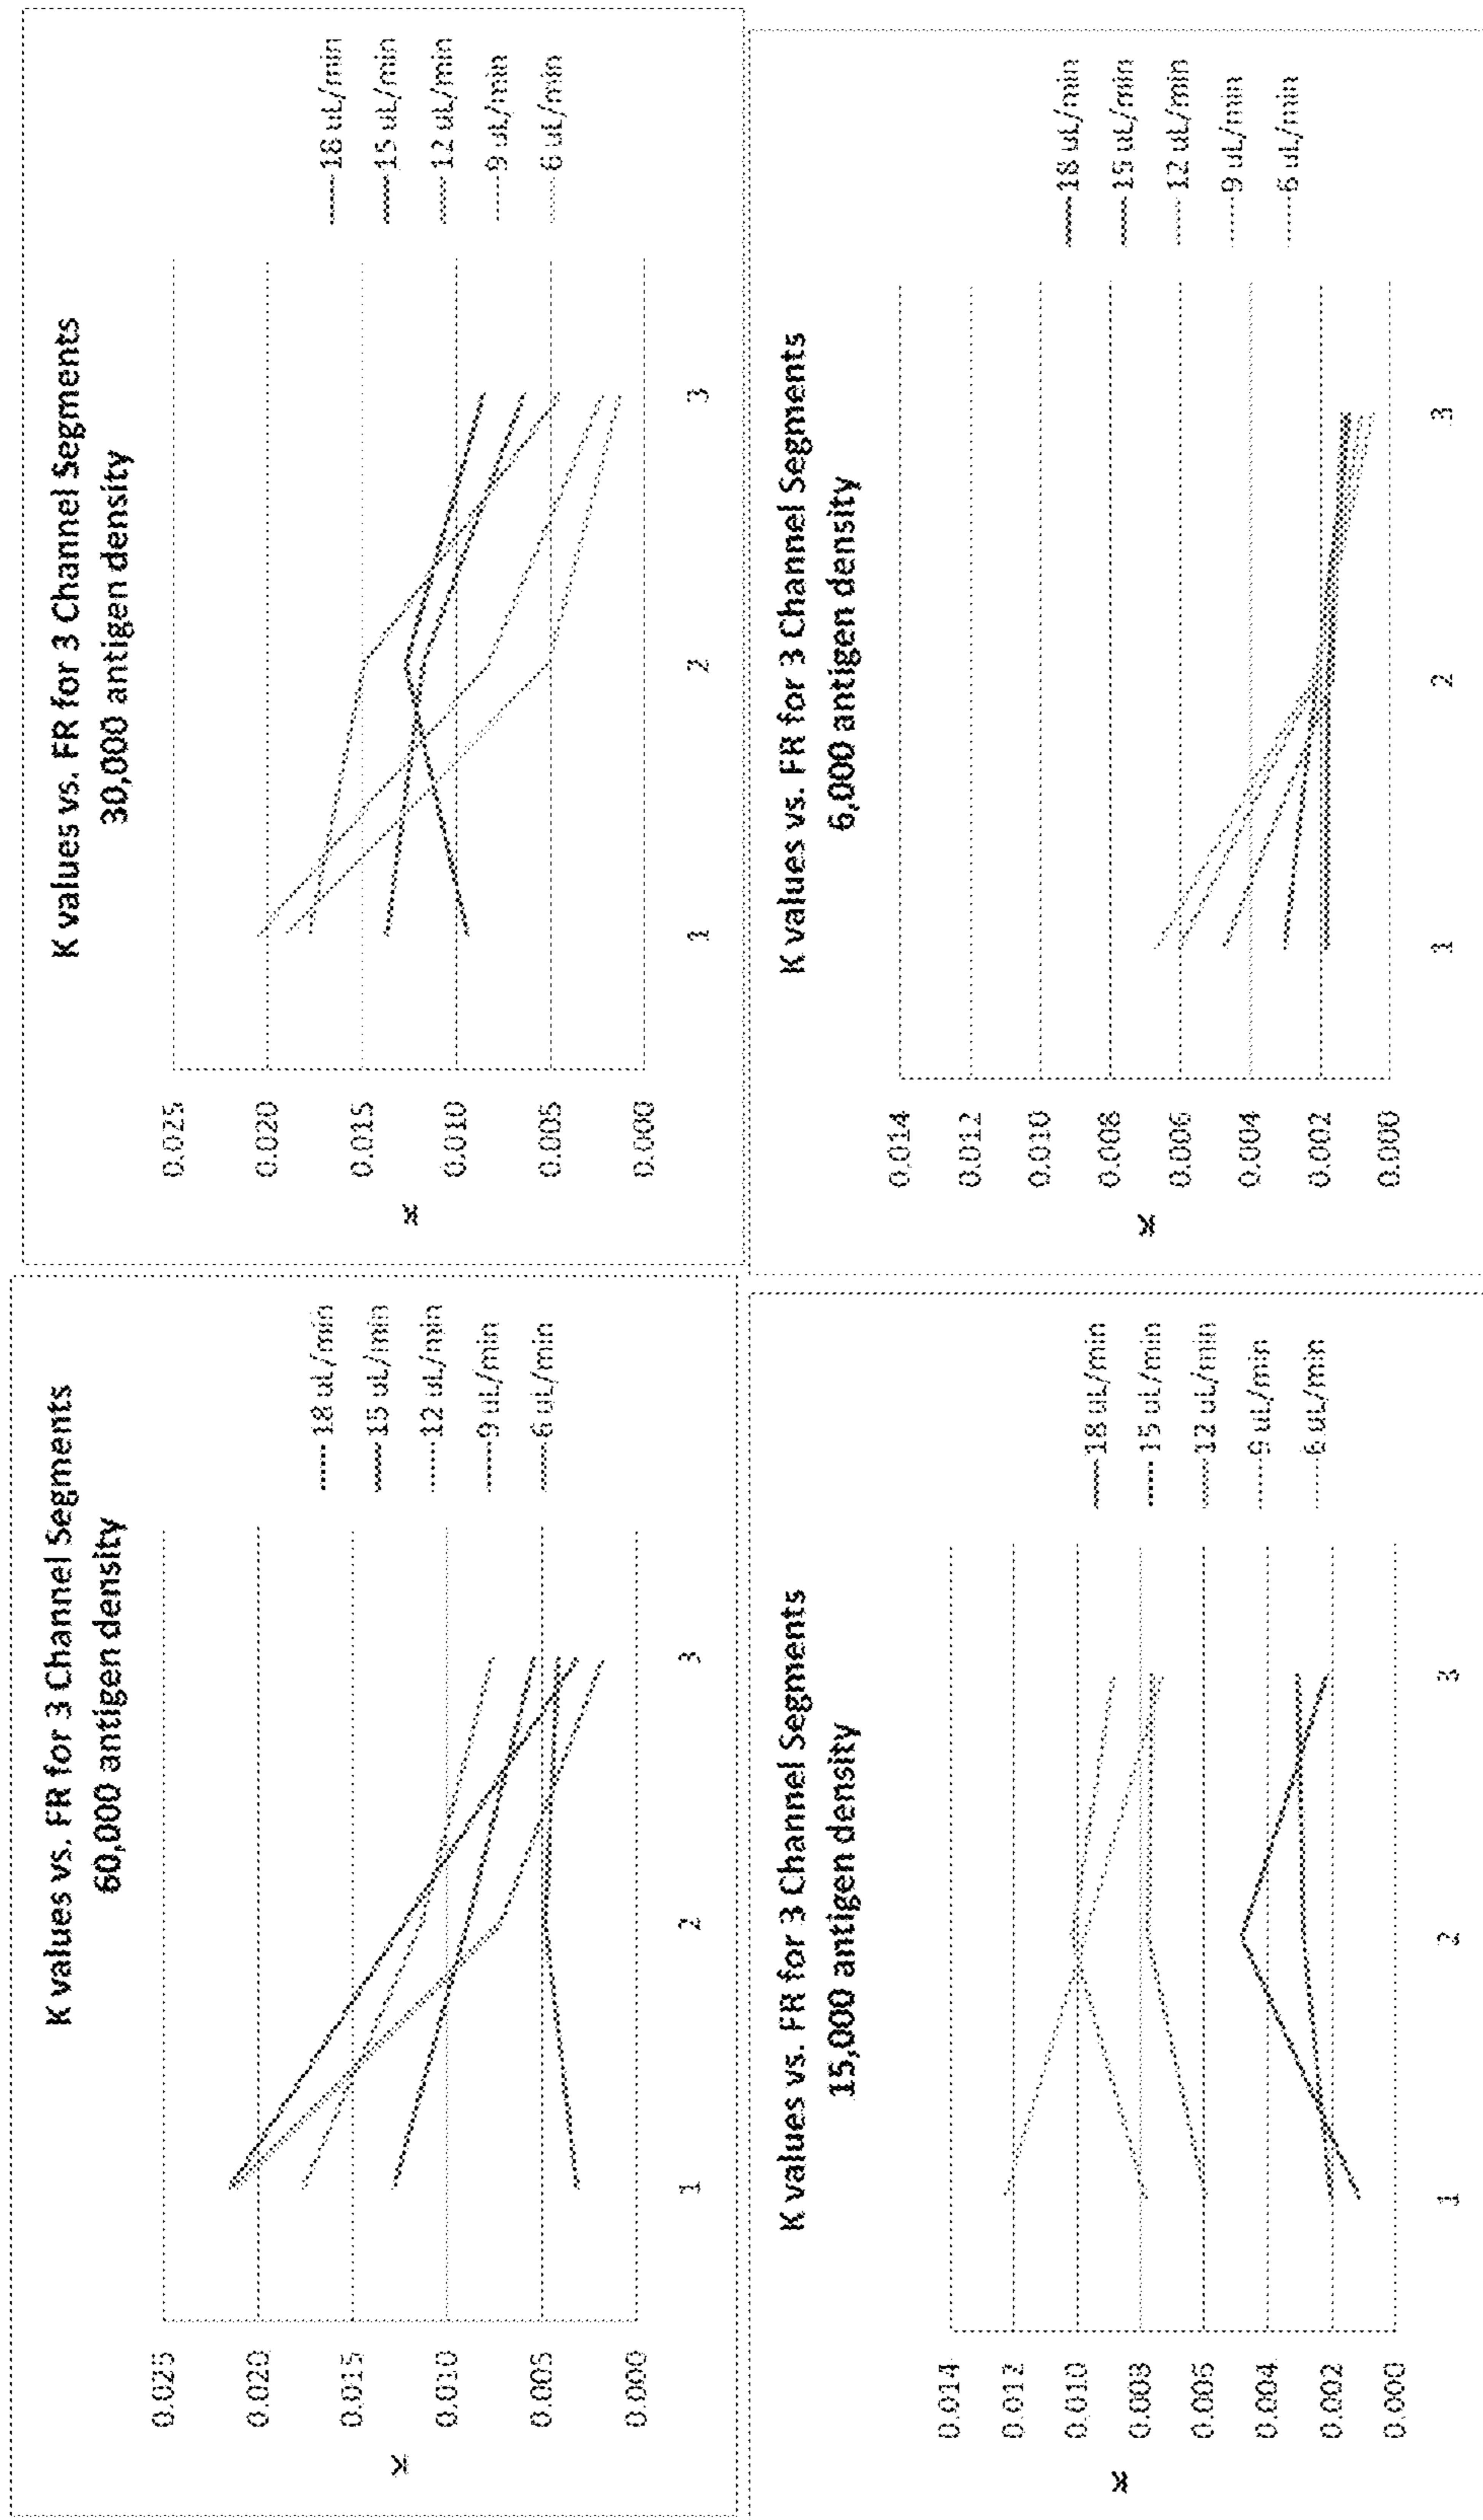 K values vs. FR for 3 Channel Segments
60,000 antigen density
K
0.025
0.020
0.015
0.010
0.005
0.000
1
2
3
18 uL/min
15 uL/min
12 uL/min
9 uL/min
6 uL/min
K values vs. FR for 3 Channel Segments
30,000 antigen density
K
0.025
0.020
0.015
0.010
0.005
0.000
1
2
3
18 uL/min
15 uL/min
12 uL/min
9 uL/min
6 uL/min
K values vs. FR for 3 Channel Segments
15,000 antigen density
K
0.014
0.012
0.010
0.008
0.006
0.004
0.002
0.000
1
2
3
18 uL/min
15 uL/min
12 uL/min
9 uL/min
6 uL/min
K values vs. FR for 3 Channel Segments
6,000 antigen density
K
0.014
0.012
0.010
0.008
0.006
0.004
0.002
0.000
1
2
3
18 uL/min
15 uL/min
12 uL/min
9 uL/min
6 uL/min